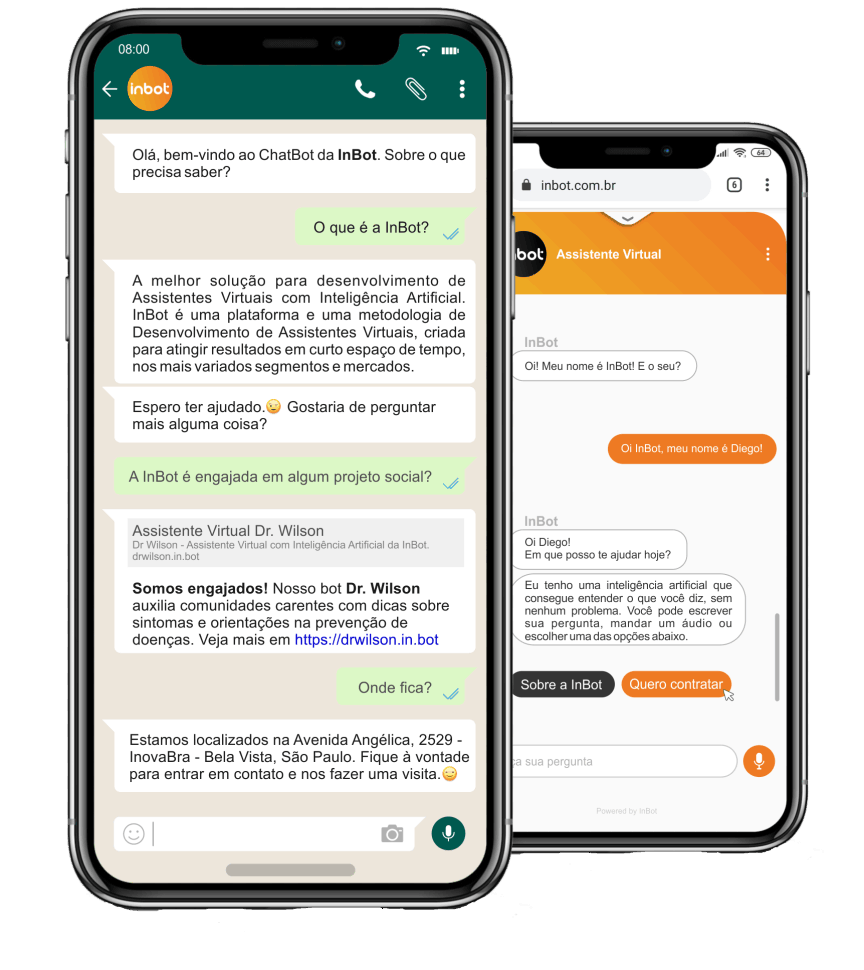 08:00
inbot
Olá, bem-vindo ao ChatBot da InBot. Sobre o que
precisa saber?
O que é a InBot?
A melhor solução para desenvolvimento de
Assistentes Virtuais com Inteligência Artificial.
InBot é uma plataforma e uma metodologia de
Desenvolvimento de Assistentes Virtuais, criada
para atingir resultados em curto espaço de tempo,
nos mais variados segmentos e mercados.
Espero ter ajudado.😉 Gostaria de perguntar
mais alguma coisa?
A InBot é engajada em algum projeto social?
Assistente Virtual Dr. Wilson
Dr Wilson - Assistente Virtual com Inteligência Artificial da InBot.
drwilson.in.bot
Somos engajados! Nosso bot Dr. Wilson
auxilia comunidades carentes com dicas sobre
sintomas e orientações na prevenção de
doenças. Veja mais em https://drwilson.in.bot
Onde fica?
Estamos localizados na Avenida Angélica, 2529 -
InovaBra - Bela Vista, São Paulo. Fique à vontade
para entrar em contato e nos fazer uma visita.😊
64
inbot.com.br
6
bot
Assistente Virtual
InBot
Oi! Meu nome é InBot! E o seu?
Oi InBot, meu nome é Diego!
InBot
Oi Diego!
Em que posso te ajudar hoje?
Eu tenho uma inteligência artificial que
consegue entender o que você diz, sem
nenhum problema. Você pode escrever
sua pergunta, mandar um áudio ou
escolher uma das opções abaixo.
Sobre a InBot
Quero contratar
ça sua pergunta
Powered by InBot